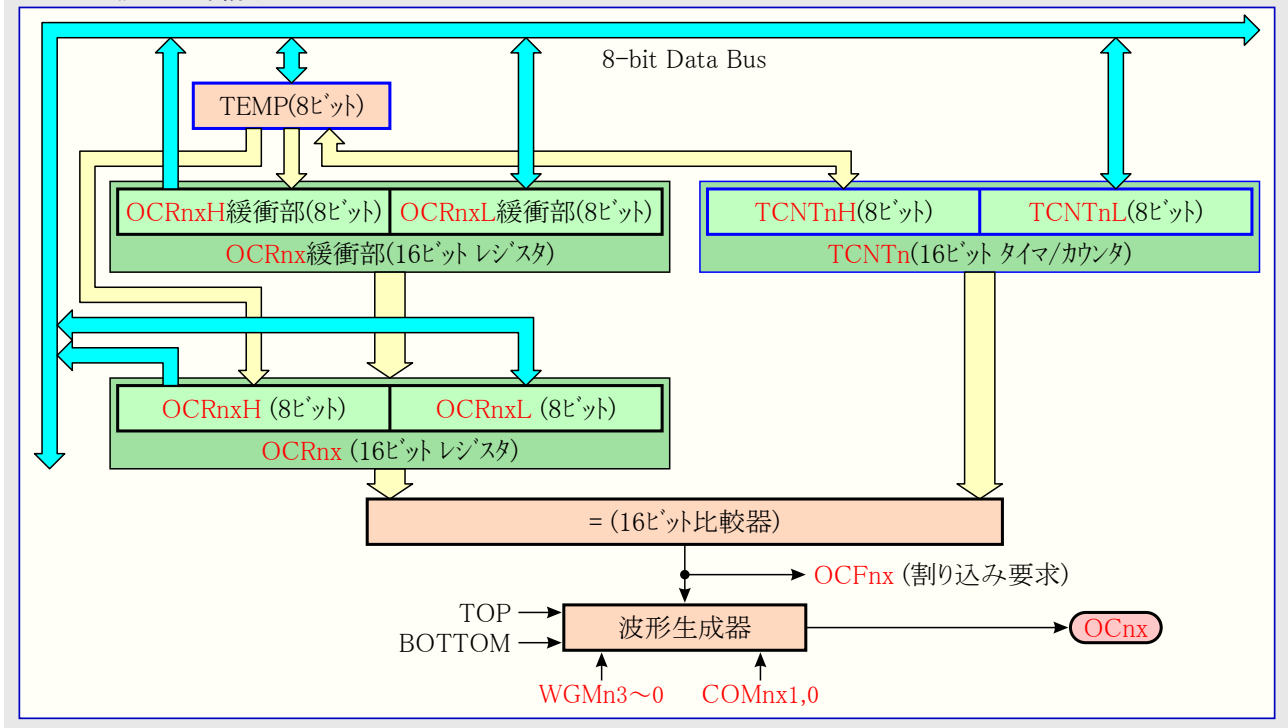 8-bit Data Bus
TEMP(8ビット)
OCRnxH緩衝部(8ビット)
OCRnxL緩衝部(8ビット)
TCNTnH(8ビット)
TCNTnL(8ビット)
OCRnx緩衝部(16ビット レジスタ)
TCNTn(16ビット タイマ/カウンタ)
OCRnxH (8ビット)
OCRnxL (8ビット)
OCRnx (16ビット レジスタ)
= (16ビット比較器)
OCFnx (割り込み要求)
TOP
BOTTOM
波形生成器
OCnx
WGMn3～0
COMnx1,0